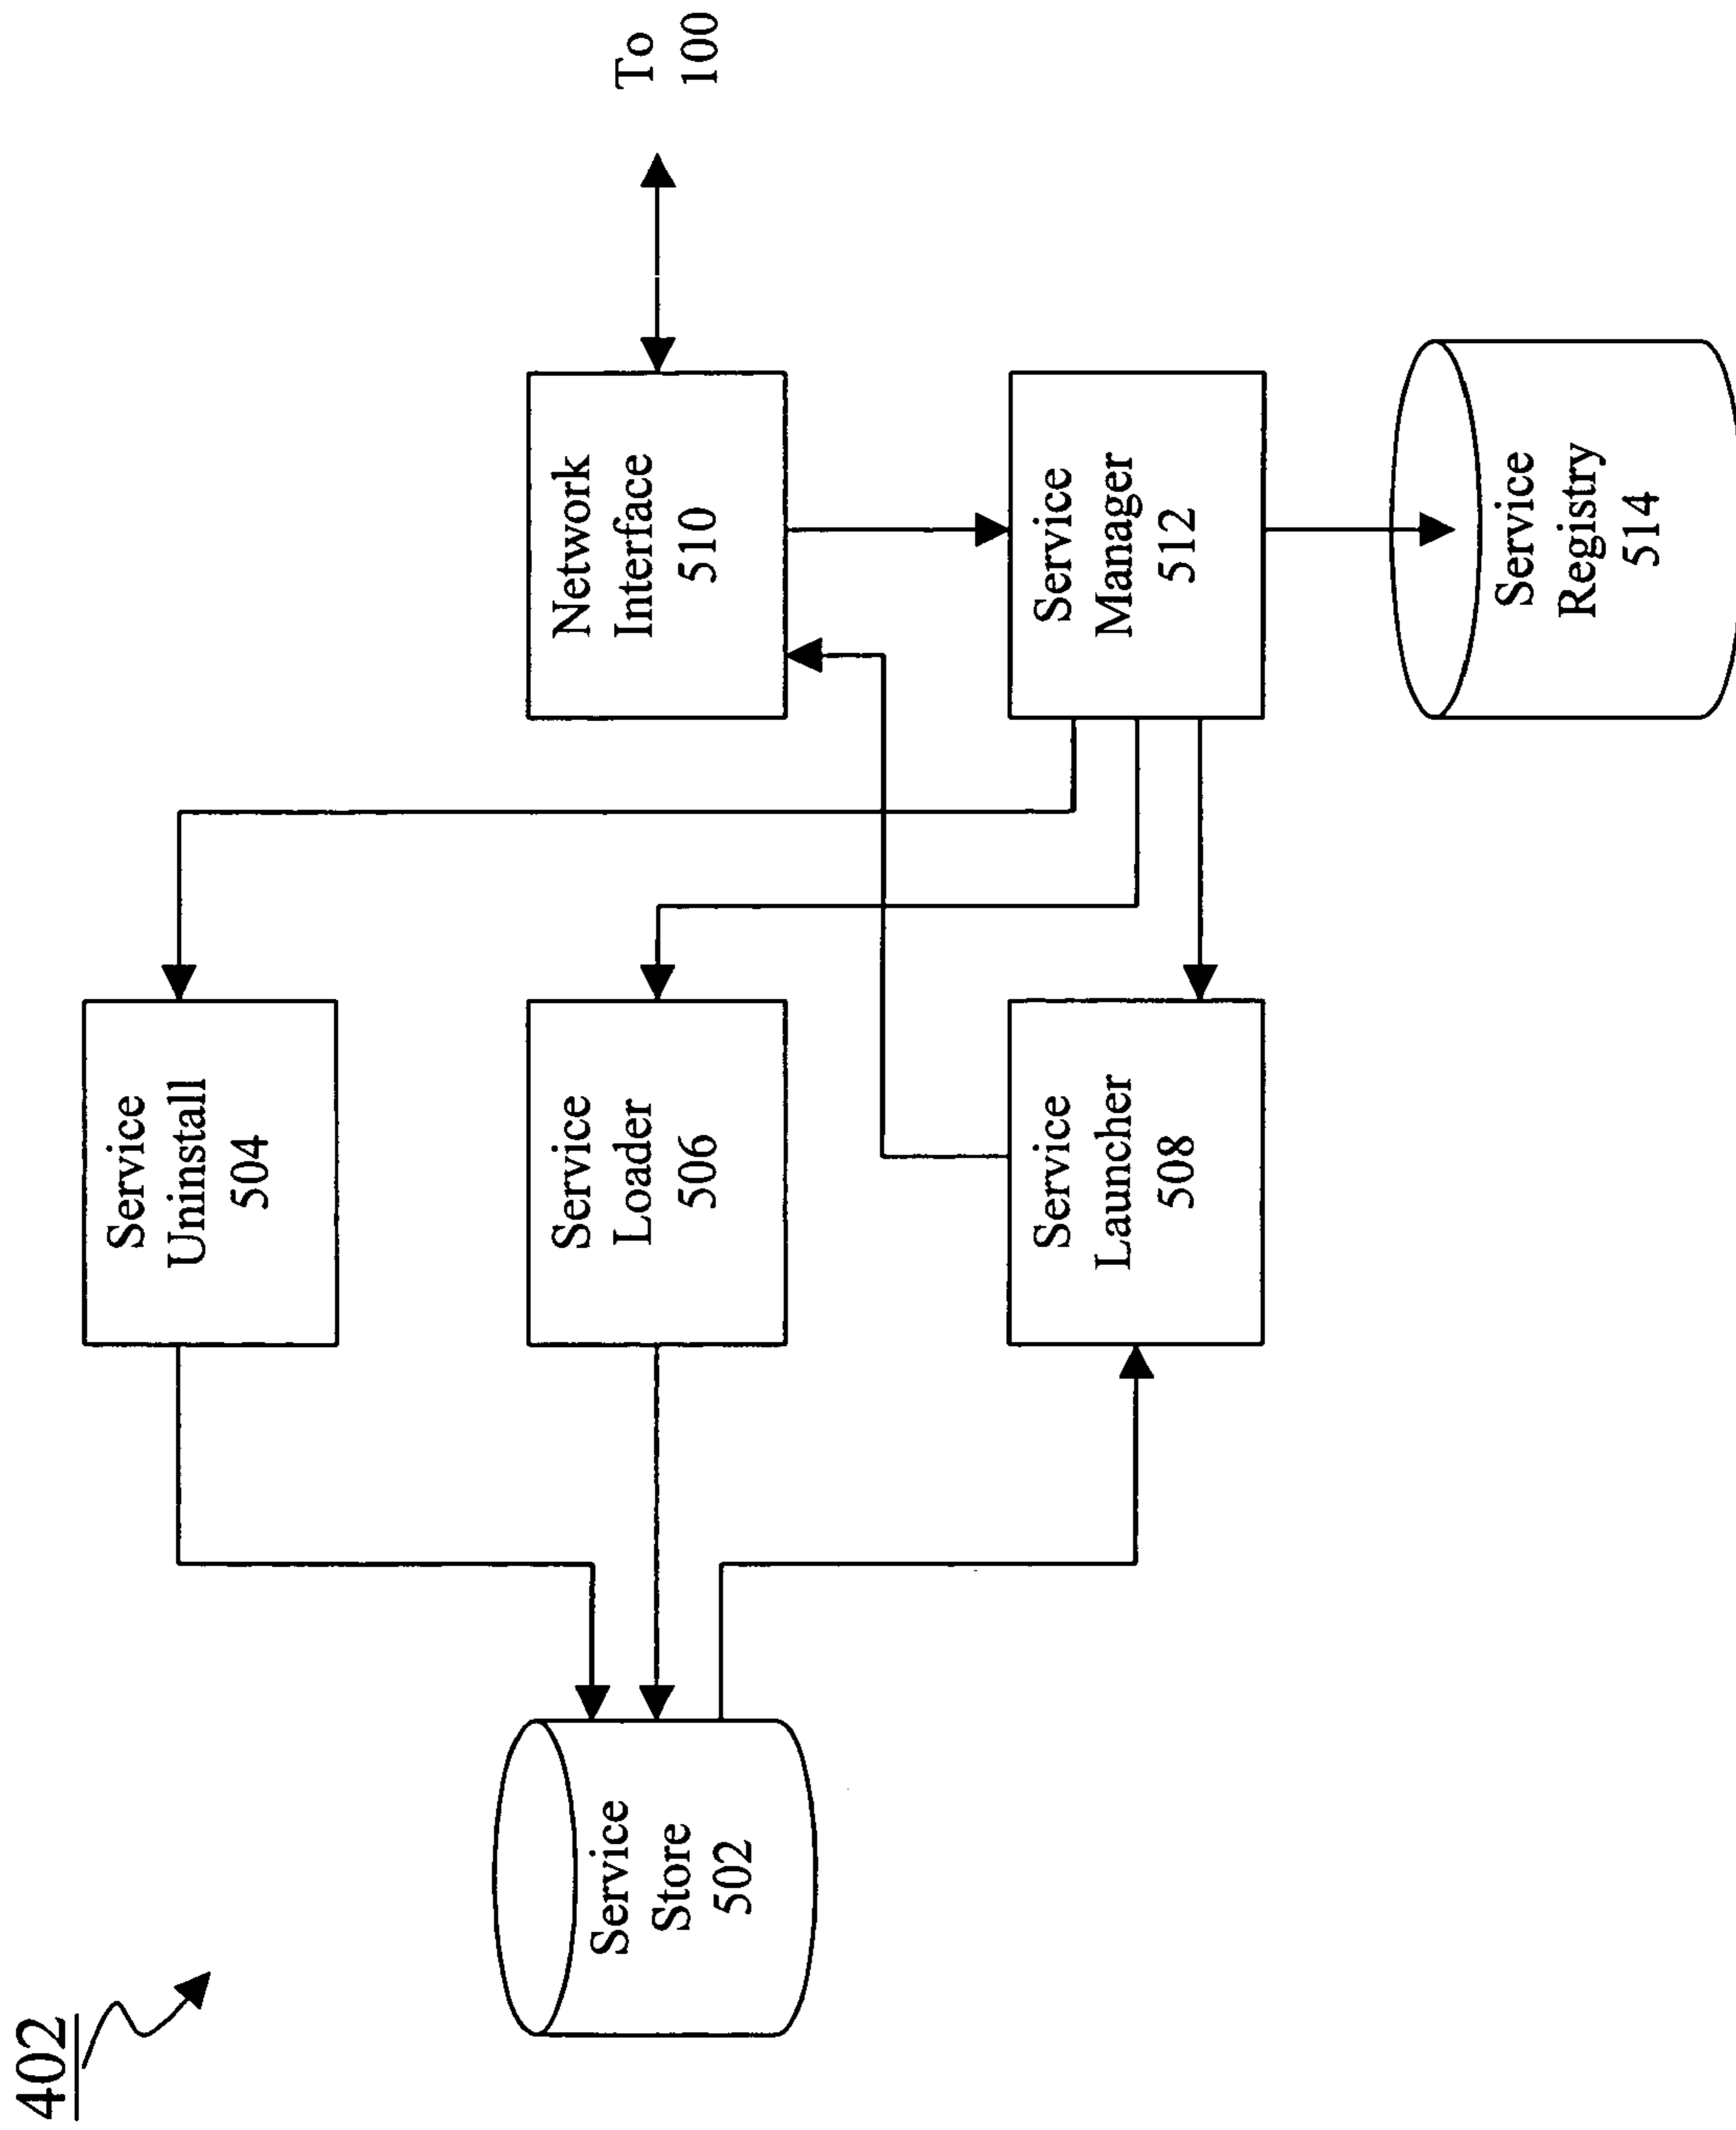 402
Service
Uninstall
504
Service
Store
502
Service
Loader
506
Network
Interface
510
To
100
Service
Launcher
508
Service
Manager
512
Service
Registry
514